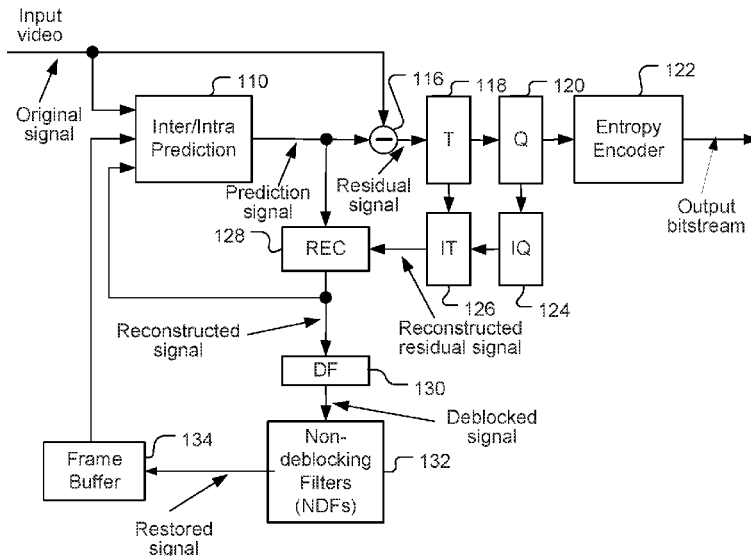 Input
video
Original
signal
110
Inter/Intra
Prediction
Prediction
signal
116
Residual
signal
118
T
120
Q
122
Entropy
Encoder
Output
bitstream
128
REC
IT
126
IQ
124
Reconstructed
signal
Reconstructed
residual signal
DF
130
Deblocked
signal
Non-
deblocking
Filters
(NDFs)
132
134
Frame
Buffer
Restored
signal